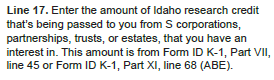 Line 17. Enter the amount of Idaho research credit
that's being passed to you from S corporations,
partnerships, trusts, or estates, that you have an
interest in. This amount is from Form ID K-1, Part VII,
line 45 or Form ID K-1, Part XI, line 68 (ABE).